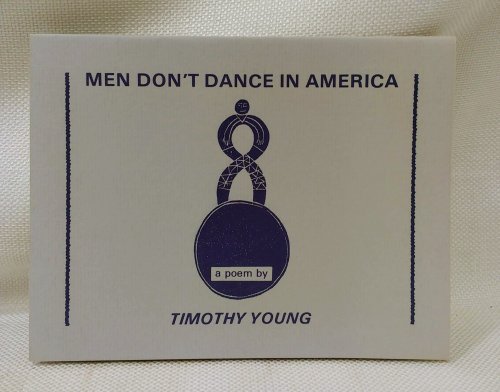 MEN DON'T DANCE IN AMERICA
a poem by
TIMOTHY YOUNG